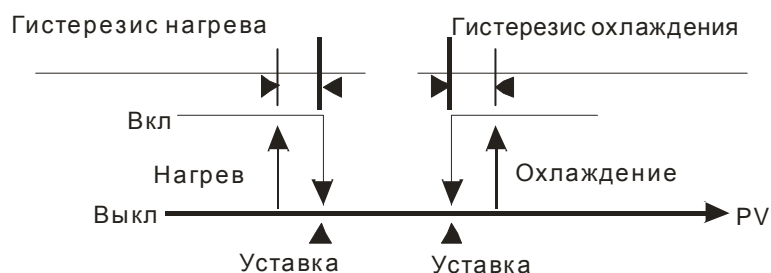 Гистерезис нагрева
Гистерезис охлаждения
Вкл
Нагрев
Охлаждение
Выкл
PV
Уставка
Уставка